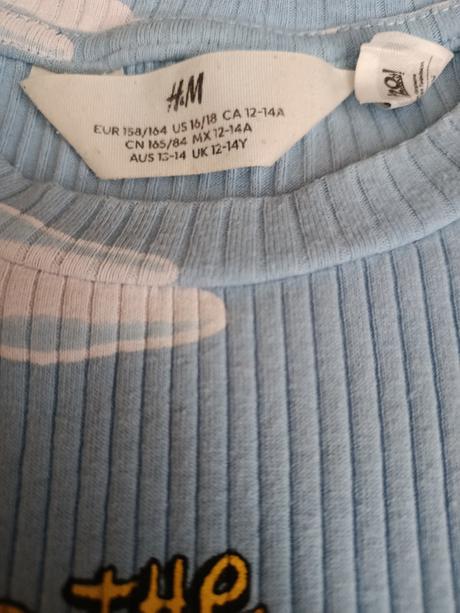 H&M
EUR 158/164 US 16/18 CA 12-14A
CN 165/84 MX 12-14A
AUS 13-14 UK 12-14Y
THE